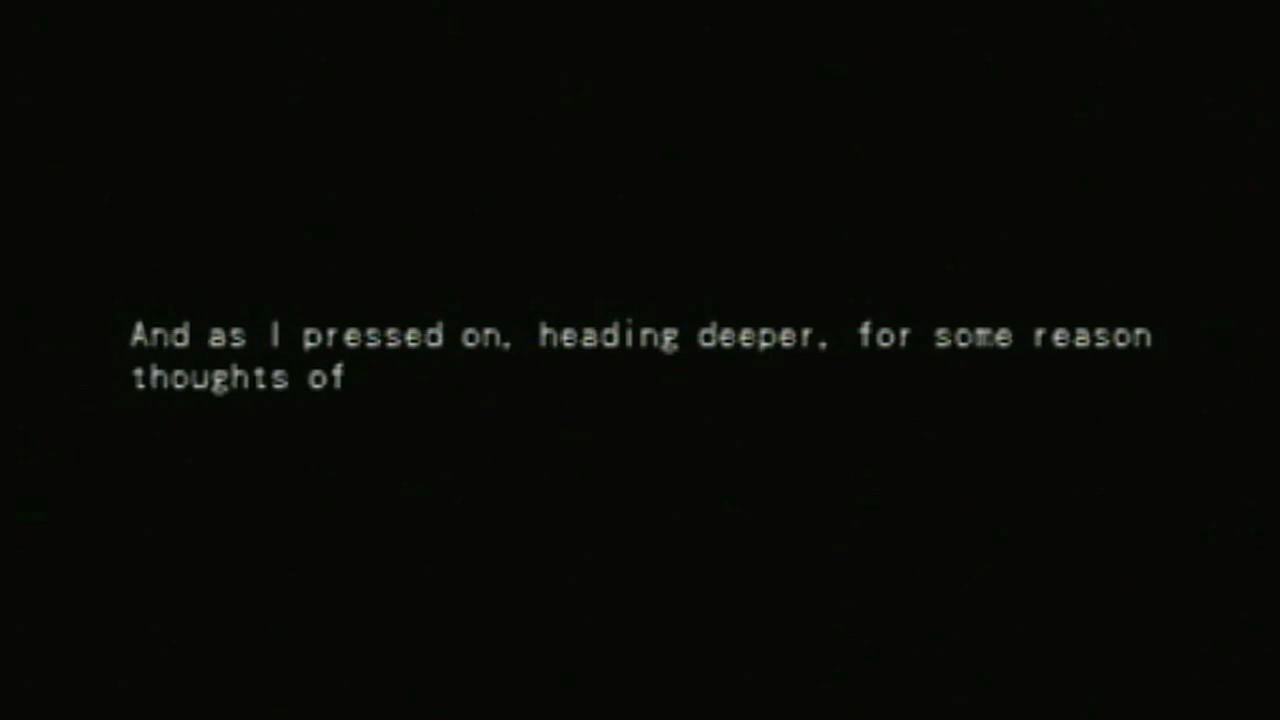 And as I pressed on, heading deeper, for some reason
thoughts of